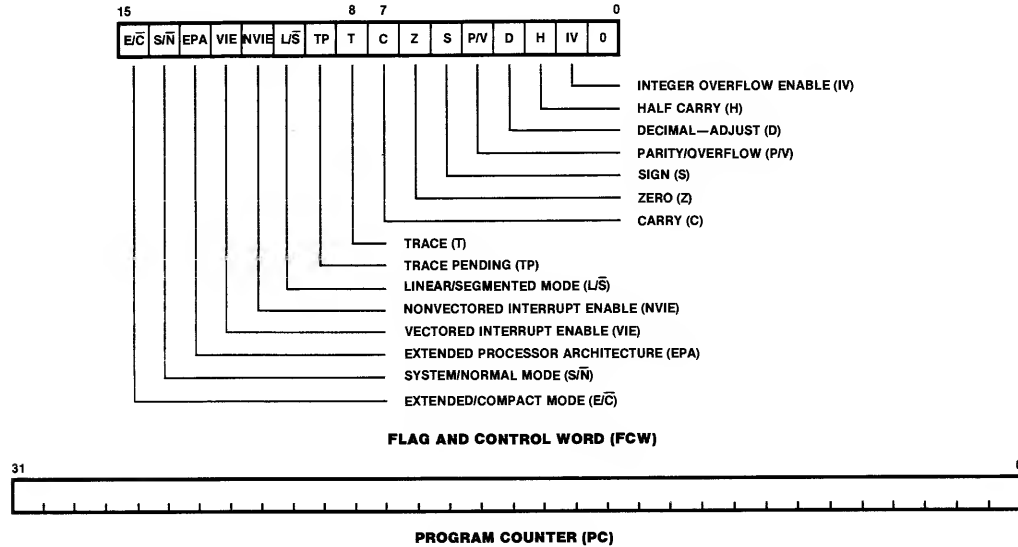 15 8 7 0
E/C̅ S/N̅ EPA VIE NVIE L/S̅ TP T C Z S P/V D H IV 0
INTEGER OVERFLOW ENABLE (IV)
HALF CARRY (H)
DECIMAL—ADJUST (D)
PARITY/OVERFLOW (P/V)
SIGN (S)
ZERO (Z)
CARRY (C)
TRACE (T)
TRACE PENDING (TP)
LINEAR/SEGMENTED MODE (L/S̅)
NONVECTORED INTERRUPT ENABLE (NVIE)
VECTORED INTERRUPT ENABLE (VIE)
EXTENDED PROCESSOR ARCHITECTURE (EPA)
SYSTEM/NORMAL MODE (S/N̅)
EXTENDED/COMPACT MODE (E/C̅)
FLAG AND CONTROL WORD (FCW)
31
PROGRAM COUNTER (PC)